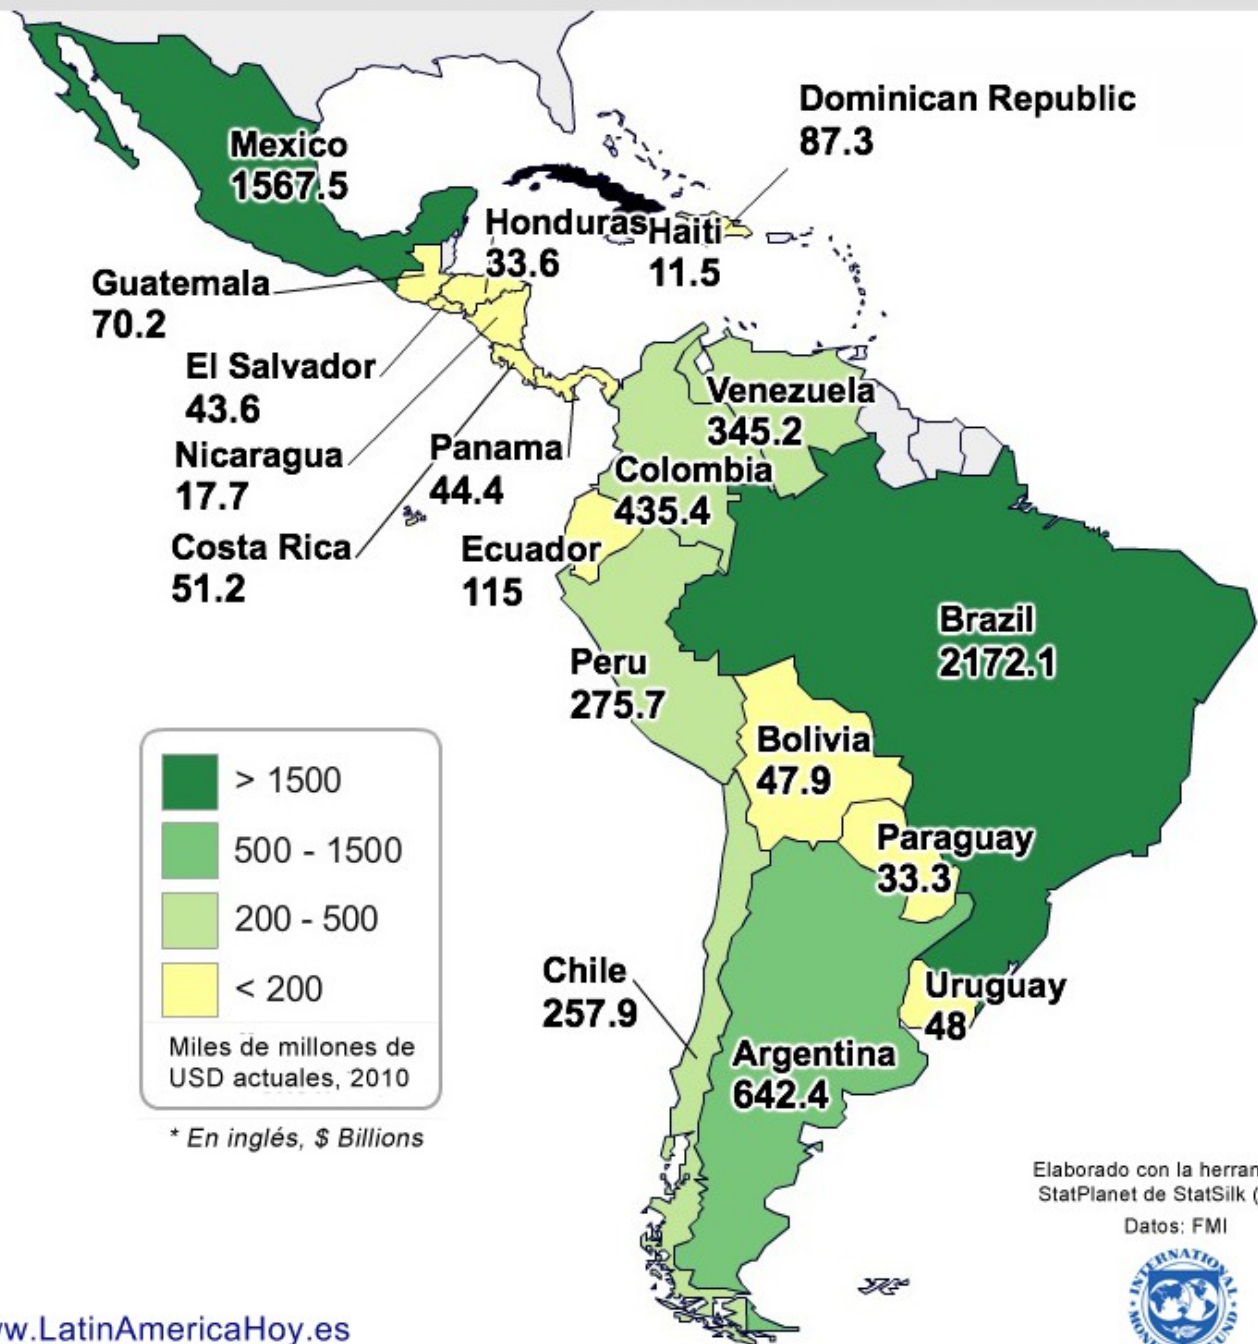 Dominican Republic
87.3
Mexico
1567.5
Honduras
33.6
Haiti
11.5
Guatemala
70.2
El Salvador
43.6
Nicaragua
17.7
Panama
44.4
Costa Rica
51.2
Venezuela
345.2
Colombia
435.4
Ecuador
115
Peru
275.7
Brazil
2172.1
Bolivia
47.9
Paraguay
33.3
Chile
257.9
Uruguay
48
Argentina
642.4
> 1500
500 - 1500
200 - 500
< 200
Miles de millones de
USD actuales, 2010
* En inglés, $ Billions
Elaborado con la
StatPlanet de StatSilk (
Datos: FMI
INTERNATIONAL
w.LatinAmericaHoy.es